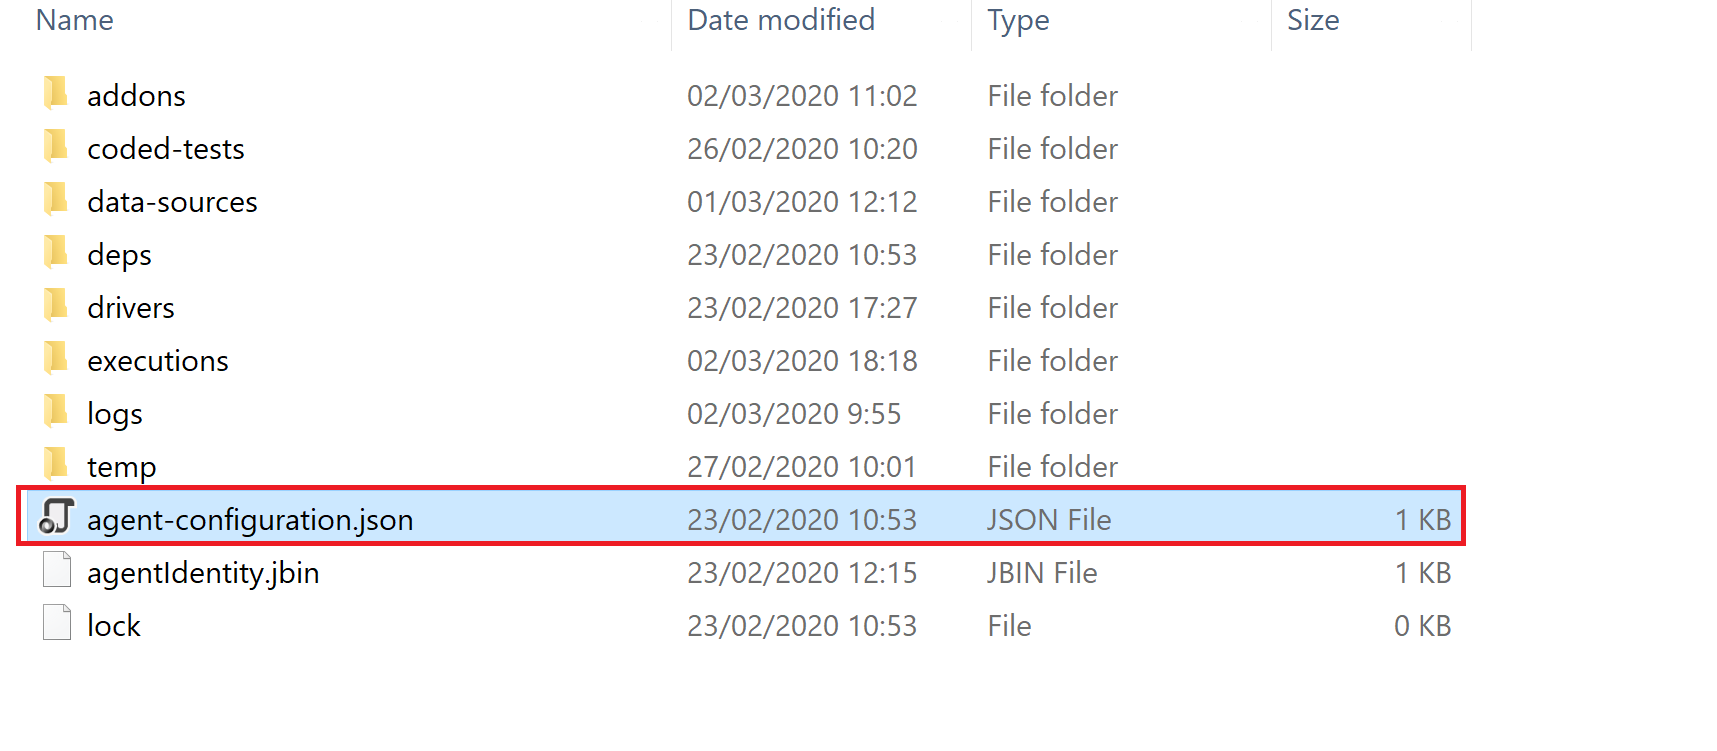 Name Date modified Type Size
addons 02/03/2020 11:02 File folder
coded-tests 26/02/2020 10:20 File folder
data-sources 01/03/2020 12:12 File folder
deps 23/02/2020 10:53 File folder
drivers 23/02/2020 17:27 File folder
executions 02/03/2020 18:18 File folder
logs 02/03/2020 9:55 File folder
temp 27/02/2020 10:01 File folder
agent-configuration.json 23/02/2020 10:53 JSON File 1 KB
agentIdentity.jbin 23/02/2020 12:15 JBIN File 1 KB
lock 23/02/2020 10:53 File 0 KB